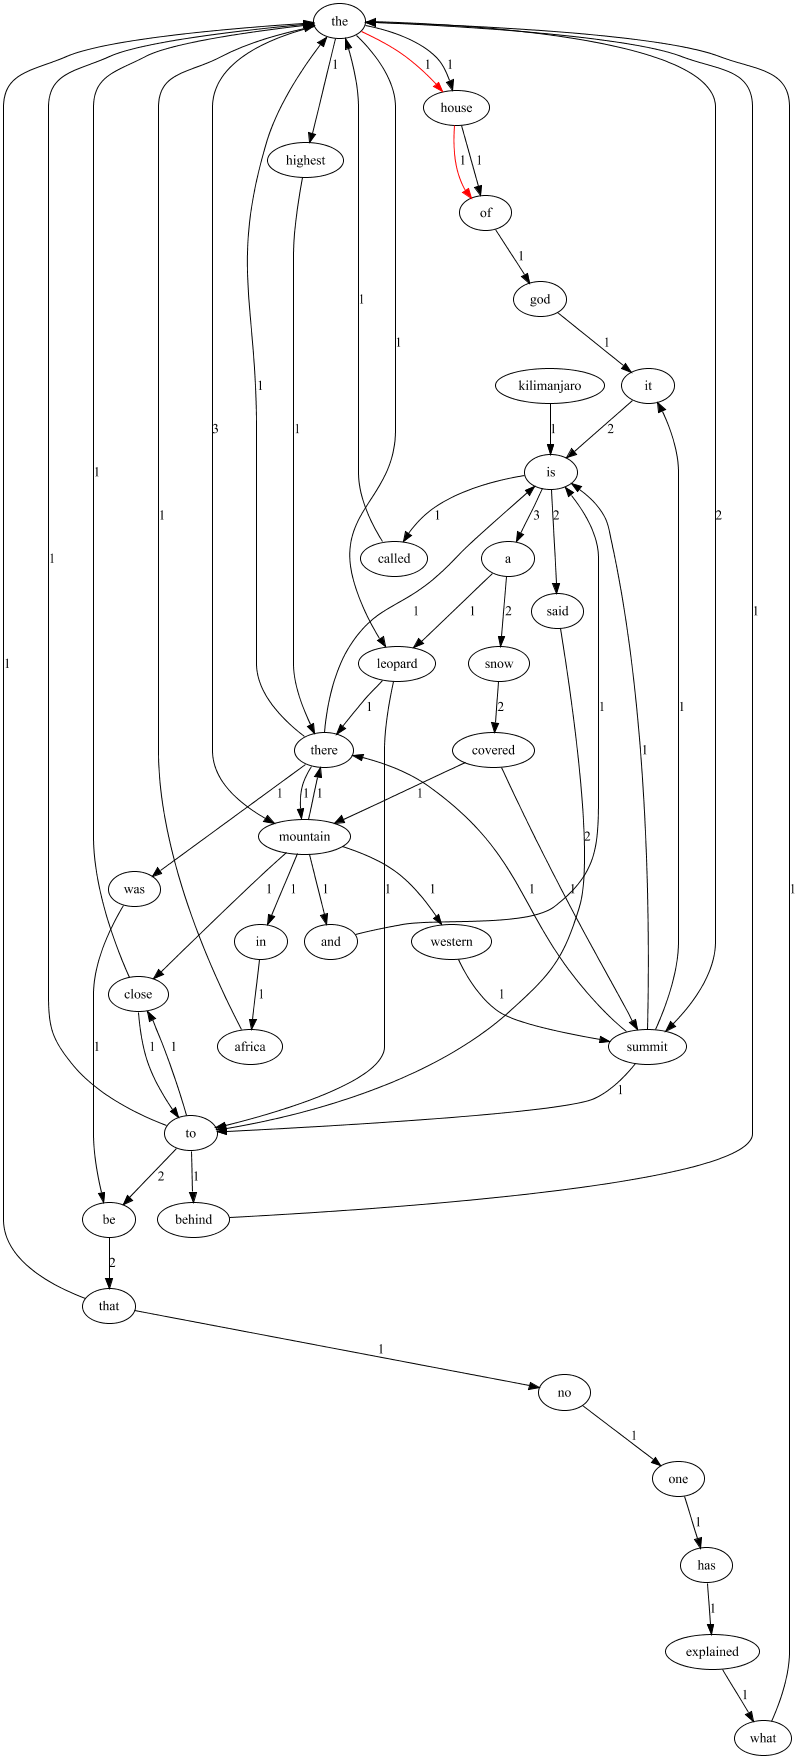 the
1 1
1
house
highest
1 1
of
1
god
1
1
1
kilimanjaro it
1
1 3 1 1 2
is
1 1
1 3 2 2
called a
1 1 1 2 said
leopard snow
1 1 2
there
covered
1 1 1 1 1
mountain
2
was
1 1 1 1 1 1 1
in and western
close
1
1 1 1
africa summit
1
to
2 1
be behind
2
that
1
no
1
one
1
has
1
explained
1
what
1